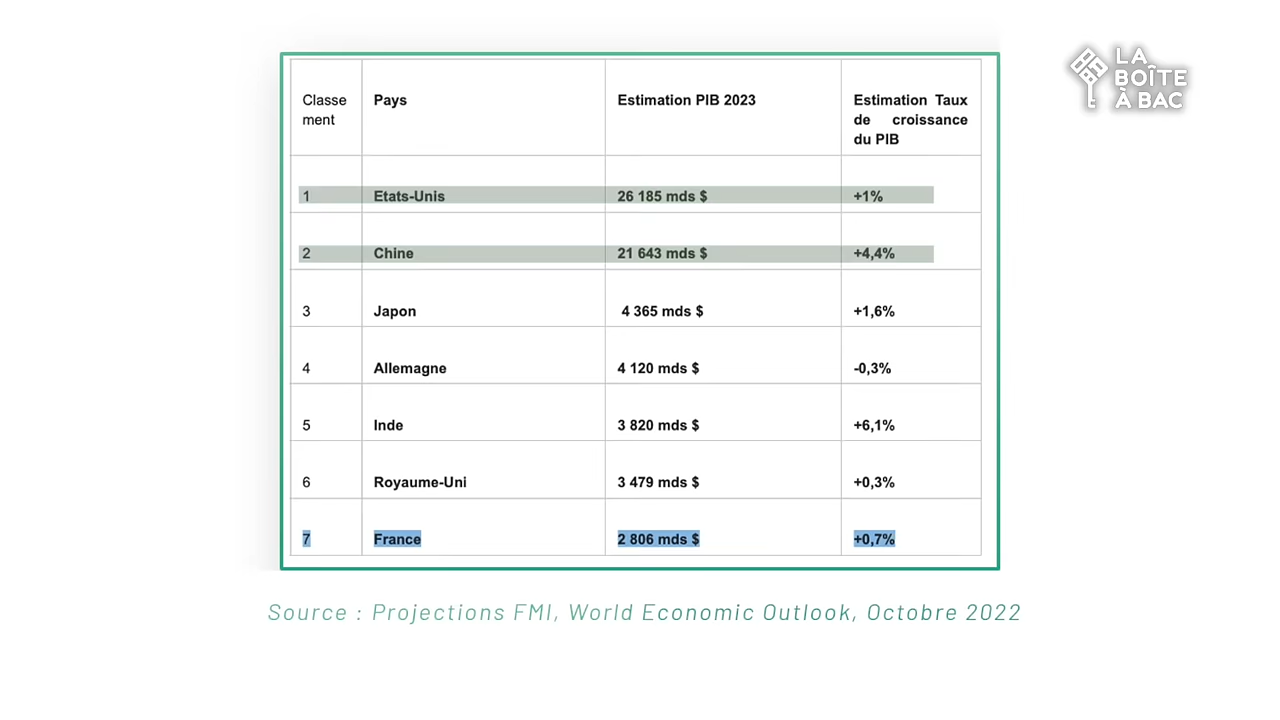 LA
BOÎTE
À BAC
Classe Pays Estimation PIB 2023 Estimation Taux
ment de croissance
du PIB
1 Etats-Unis 26 185 mds $ +1%
2 Chine 21 643 mds $ +4,4%
3 Japon 4 365 mds $ +1,6%
4 Allemagne 4 120 mds $ -0,3%
5 Inde 3 820 mds $ +6,1%
6 Royaume-Uni 3 479 mds $ +0,3%
7 France 2 806 mds $ +0,7%
Source : Projections FMI, World Economic Outlook, Octobre 2022